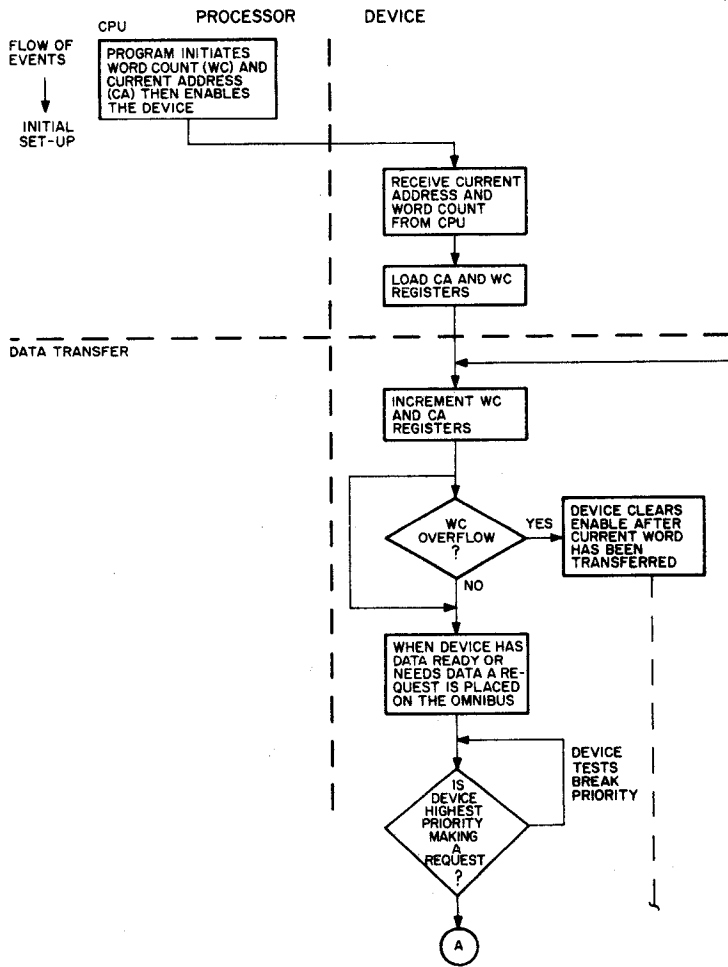 PROCESSOR
DEVICE
CPU
FLOW OF
EVENTS
INITIAL
SET-UP
PROGRAM INITIATES
WORD COUNT (WC) AND
CURRENT ADDRESS
(CA) THEN ENABLES
THE DEVICE
RECEIVE CURRENT
ADDRESS AND
WORD COUNT
FROM CPU
LOAD CA AND WC
REGISTERS
DATA TRANSFER
INCREMENT WC
AND CA
REGISTERS
WC
OVERFLOW
?
YES
NO
DEVICE CLEARS
ENABLE AFTER
CURRENT WORD
HAS BEEN
TRANSFERRED
WHEN DEVICE HAS
DATA READY OR
NEEDS DATA A RE-
QUEST IS PLACED
ON THE OMNIBUS
DEVICE
TESTS
BREAK
PRIORITY
IS
DEVICE
HIGHEST
PRIORITY
MAKING
A
REQUEST
?
A